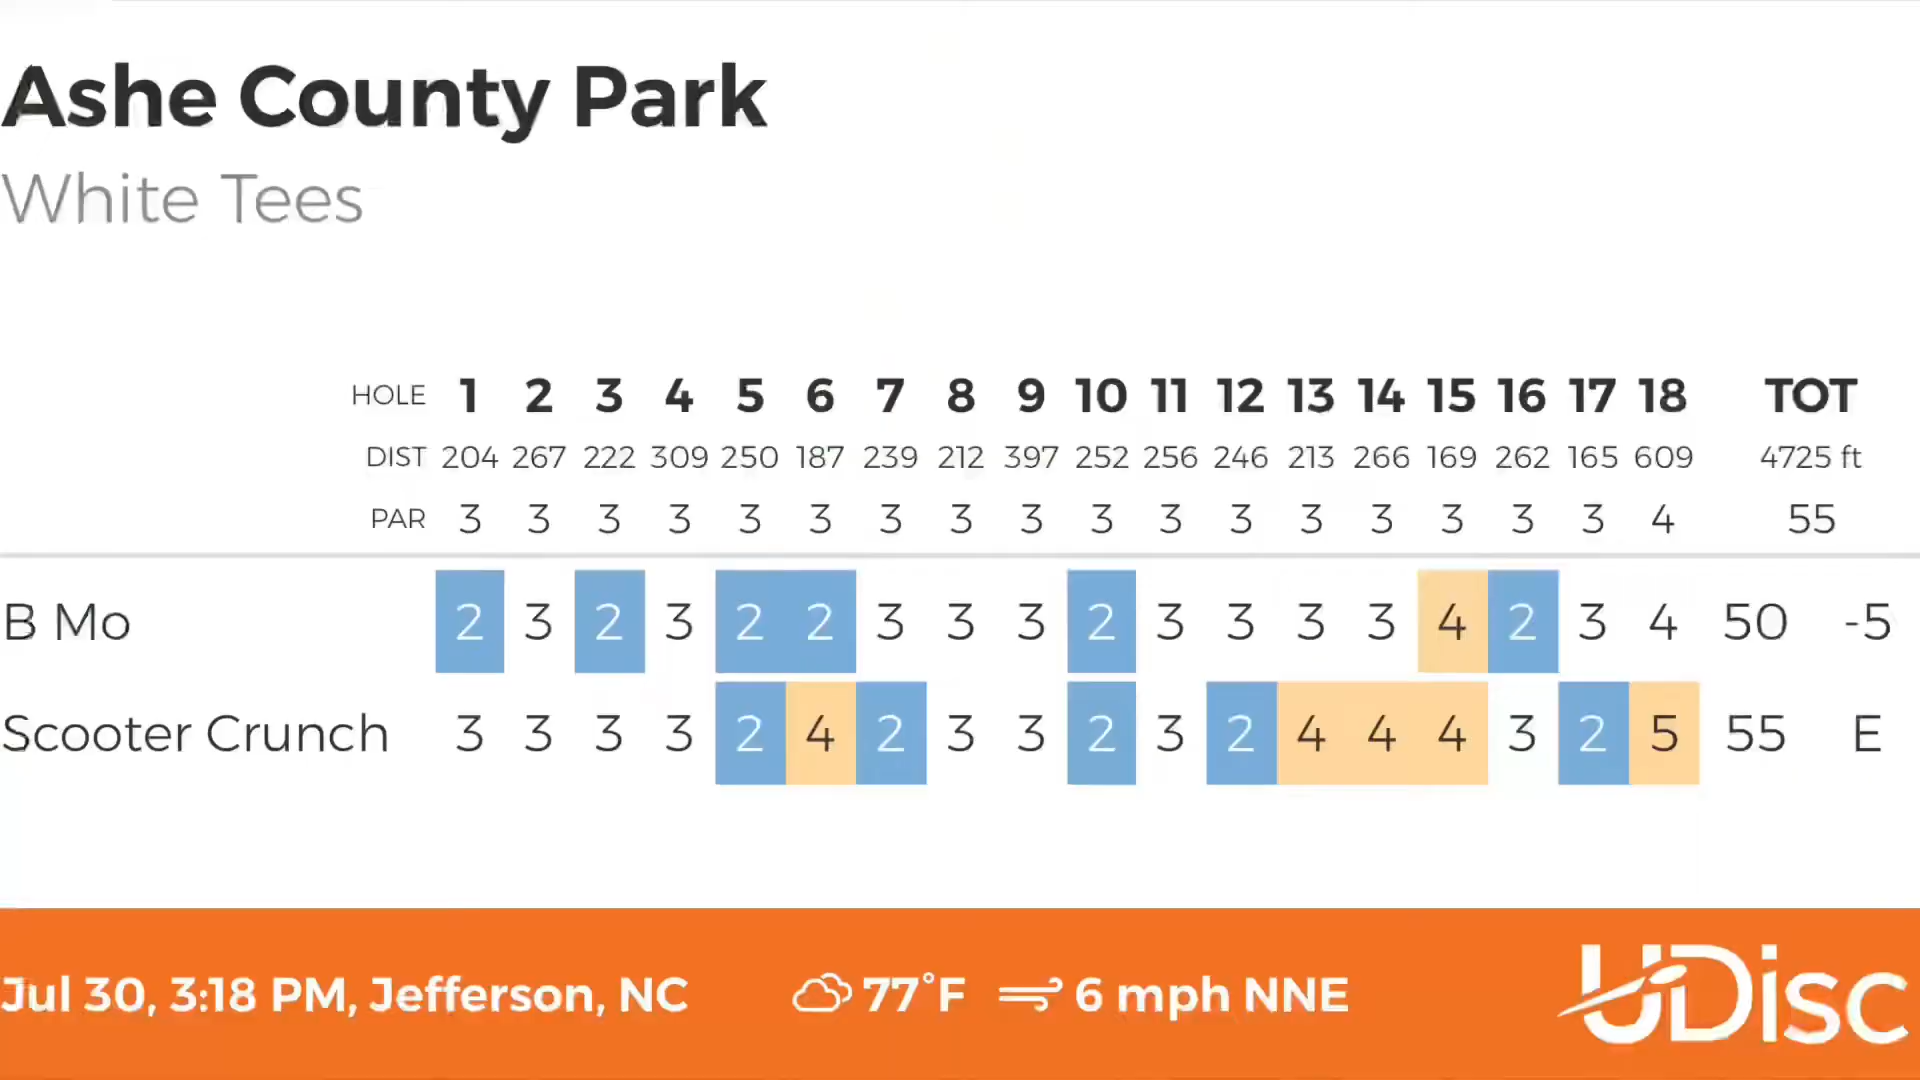 Ashe County Park
White Tees
HOLE 1 2 3 4 5 6 7 8 9 10 11 12 13 14 15 16 17 18 TOT
DIST 204 267 222 309 250 187 239 212 397 252 256 246 213 266 169 262 165 609 4725 ft
PAR 3 3 3 3 3 3 3 3 3 3 3 3 3 3 3 3 3 4 55
B Mo 2 3 2 3 2 2 3 3 3 2 3 3 3 3 4 2 3 4 50 -5
Scooter Crunch 3 3 3 3 2 4 2 3 3 2 3 2 4 4 4 3 2 5 55 E
Jul 30, 3:18 PM, Jefferson, NC 77°F 6 mph NNE UDisc